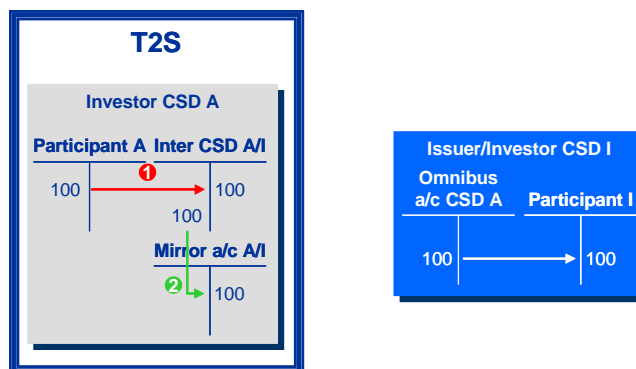 T2S
Investor CSD A
Participant A Inter CSD A/I
1
100 100
100
Mirror a/c A/I
2 100
Issuer/Investor CSD I
Omnibus
a/c CSD A Participant I
100 100